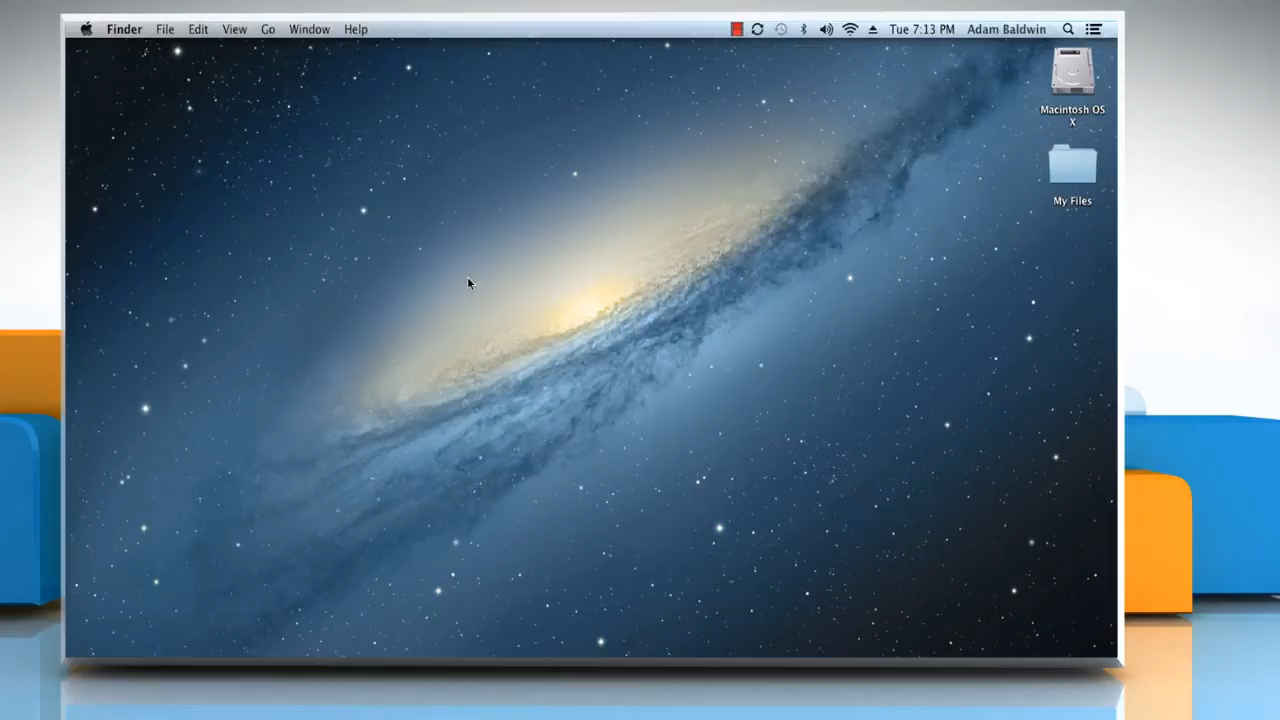 Finder File Edit View Go Window Help Tue 7:13 PM Adam Baldwin
Macintosh OS
X
My Files